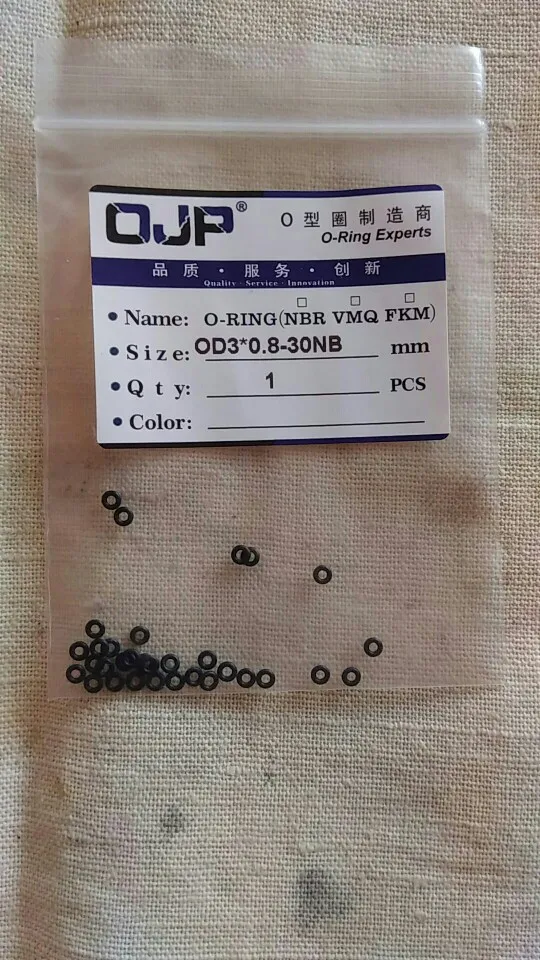 OJP®
O型圈制造商
O-Ring Experts
品质·服务·创新
Quality · Service · Innovation
• Name: O-RING(NBR VMQ FKM)
• Size: OD3*0.8-30NB mm
• Qty: 1 PCS
• Color: